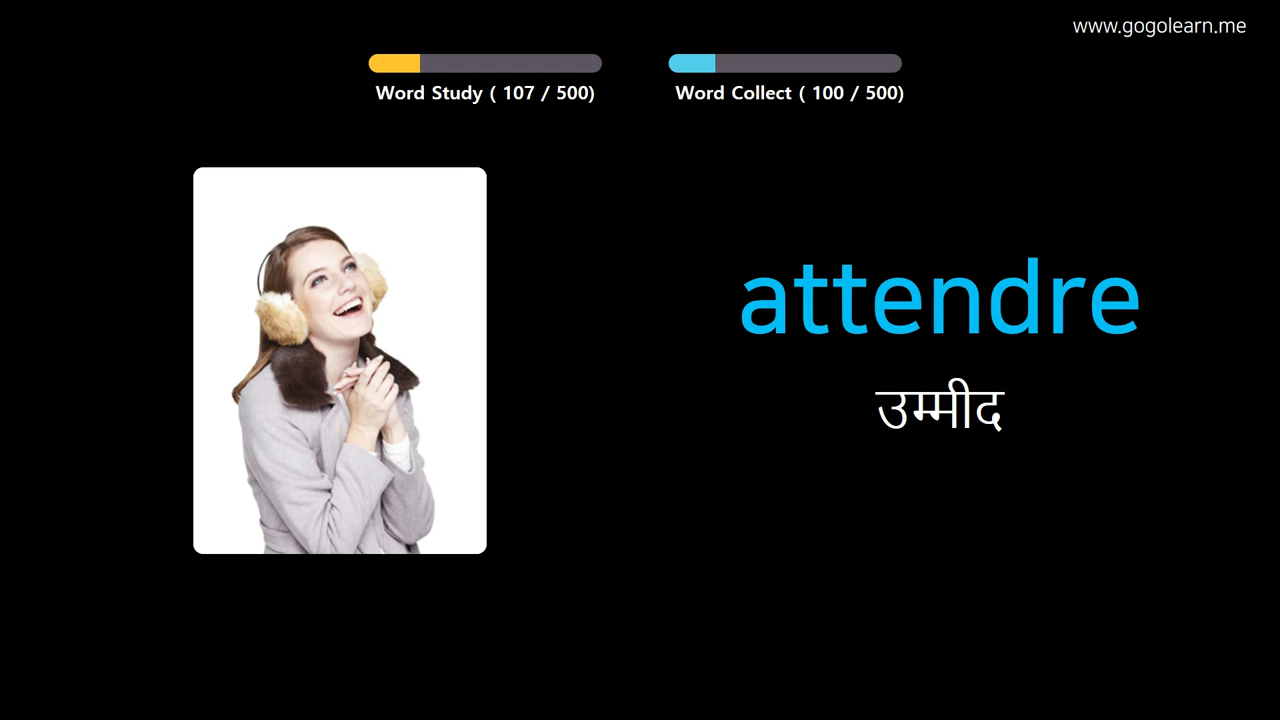 www.gogolearn.me
Word Study ( 107 / 500)
Word Collect ( 100 / 500)
attendre
उम्मीद